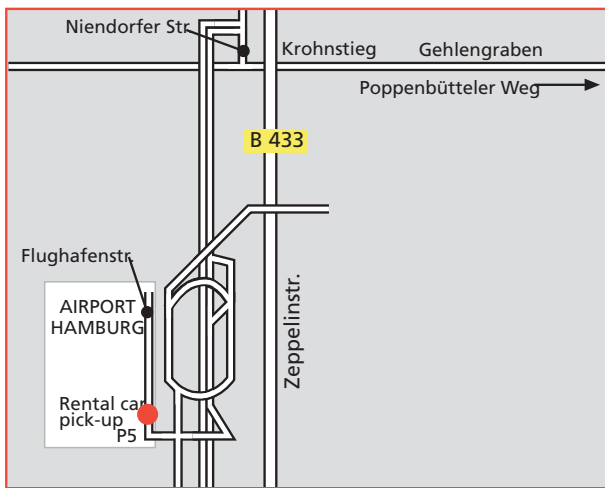 Niendorfer Str.
Krohnstieg
Gehlengraben
Poppenbütteler Weg
B 433
Flughafenstr.
AIRPORT
HAMBURG
Zeppelinstr.
Rental car
pick-up
P5